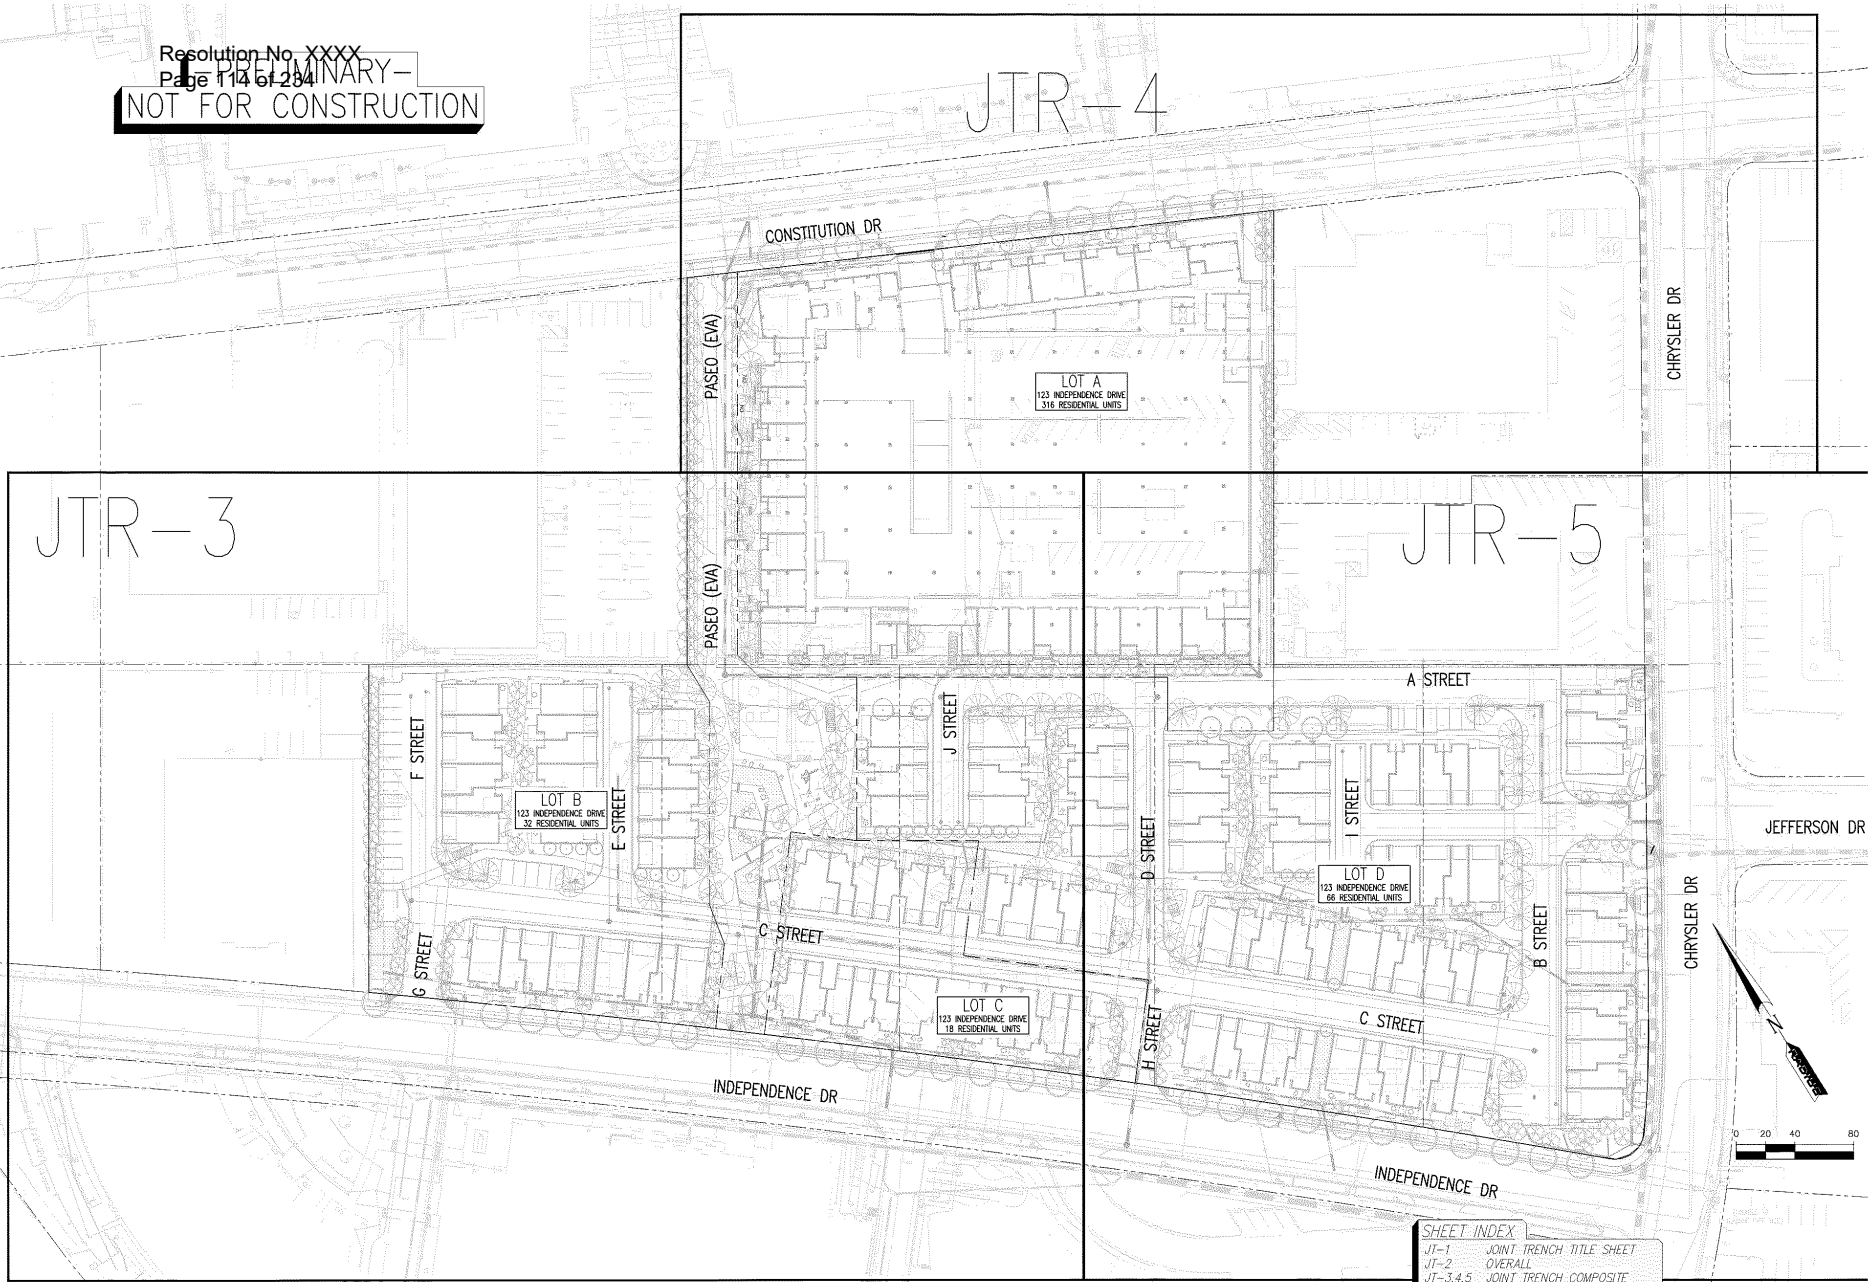 Resolution No. XXXX
Page 114 of 234
-PRELIMINARY-
NOT FOR CONSTRUCTION
JTR-4
CONSTITUTION DR
PASEO (EVA)
CHRYSLER DR
LOT A
123 INDEPENDENCE DRIVE
316 RESIDENTIAL UNITS
JTR-3
JTR-5
PASEO (EVA)
A STREET
F STREET
J STREET
LOT B
123 INDEPENDENCE DRIVE
32 RESIDENTIAL UNITS
E STREET
D STREET
I STREET
JEFFERSON DR
LOT D
123 INDEPENDENCE DRIVE
66 RESIDENTIAL UNITS
C STREET
B STREET
CHRYSLER DR
G STREET
LOT C
123 INDEPENDENCE DRIVE
18 RESIDENTIAL UNITS
H STREET
C STREET
N
INDEPENDENCE DR
0 20 40 80
INDEPENDENCE DR
SHEET INDEX
JT-1 JOINT TRENCH TITLE SHEET
JT-2 OVERALL
JT-3,4,5 JOINT TRENCH COMPOSITE